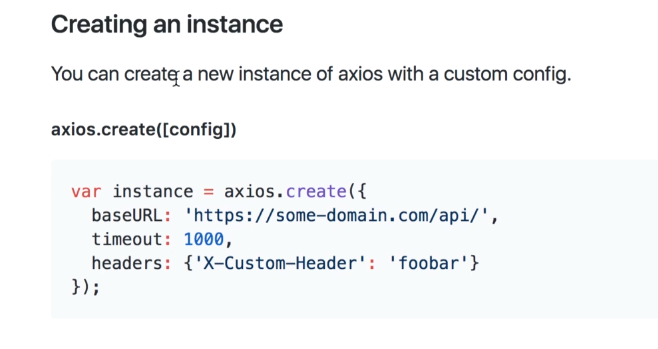 Creating an instance
You can create a new instance of axios with a custom config.
axios.create([config])
var instance = axios.create({
  baseURL: 'https://some-domain.com/api/',
  timeout: 1000,
  headers: {'X-Custom-Header': 'foobar'}
});